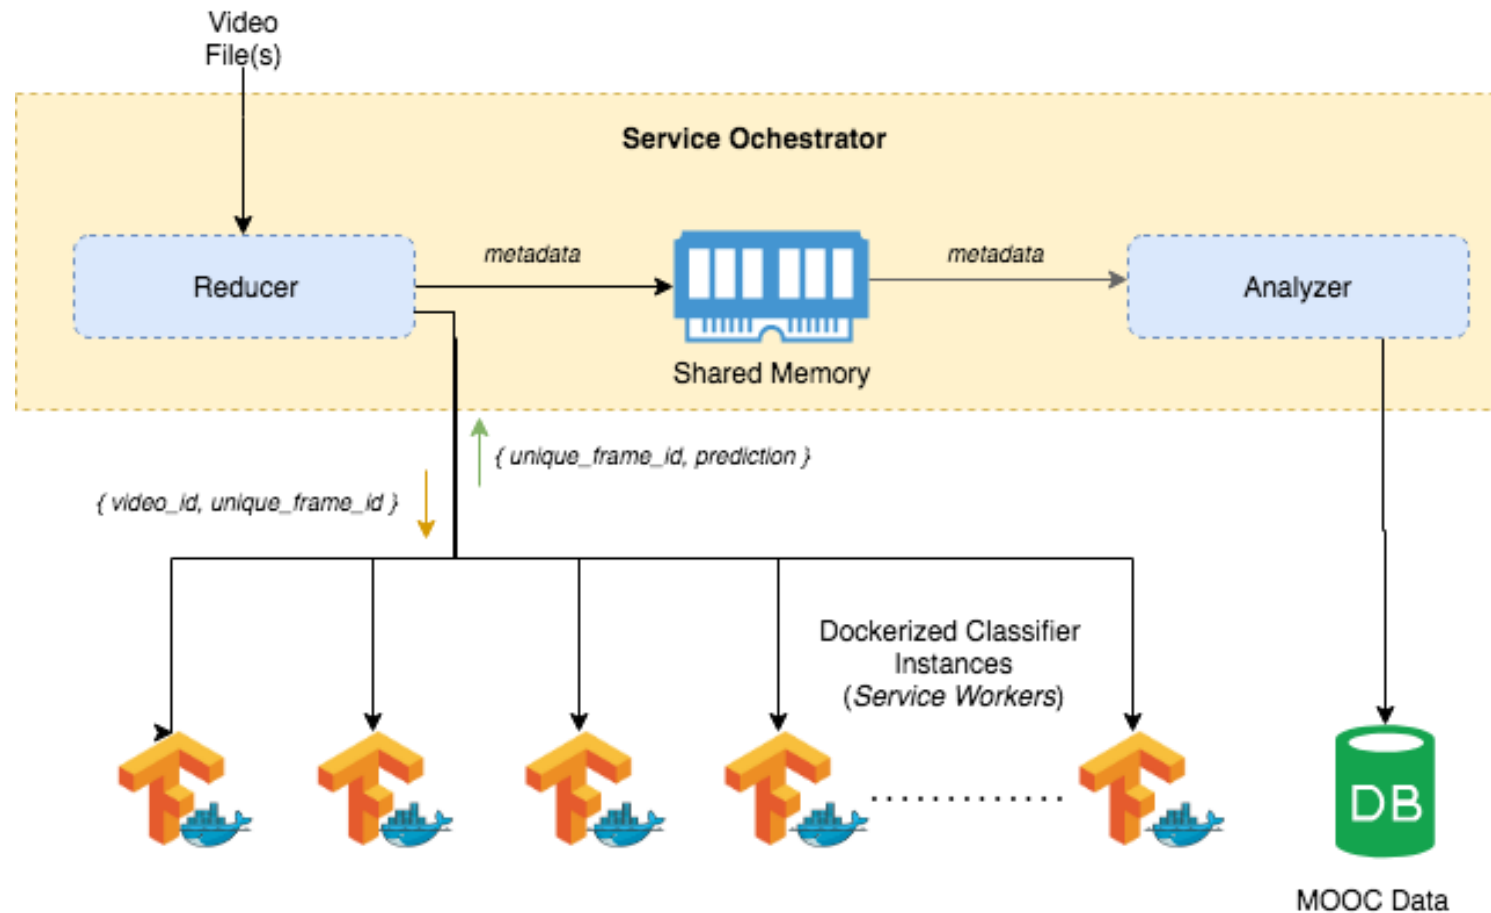 Video
File(s)
Service Ochestrator
Reducer
metadata
metadata
Analyzer
Shared Memory
{ unique_frame_id, prediction }
{ video_id, unique_frame_id }
Dockerized Classifier
Instances
(Service Workers)
DB
MOOC Data